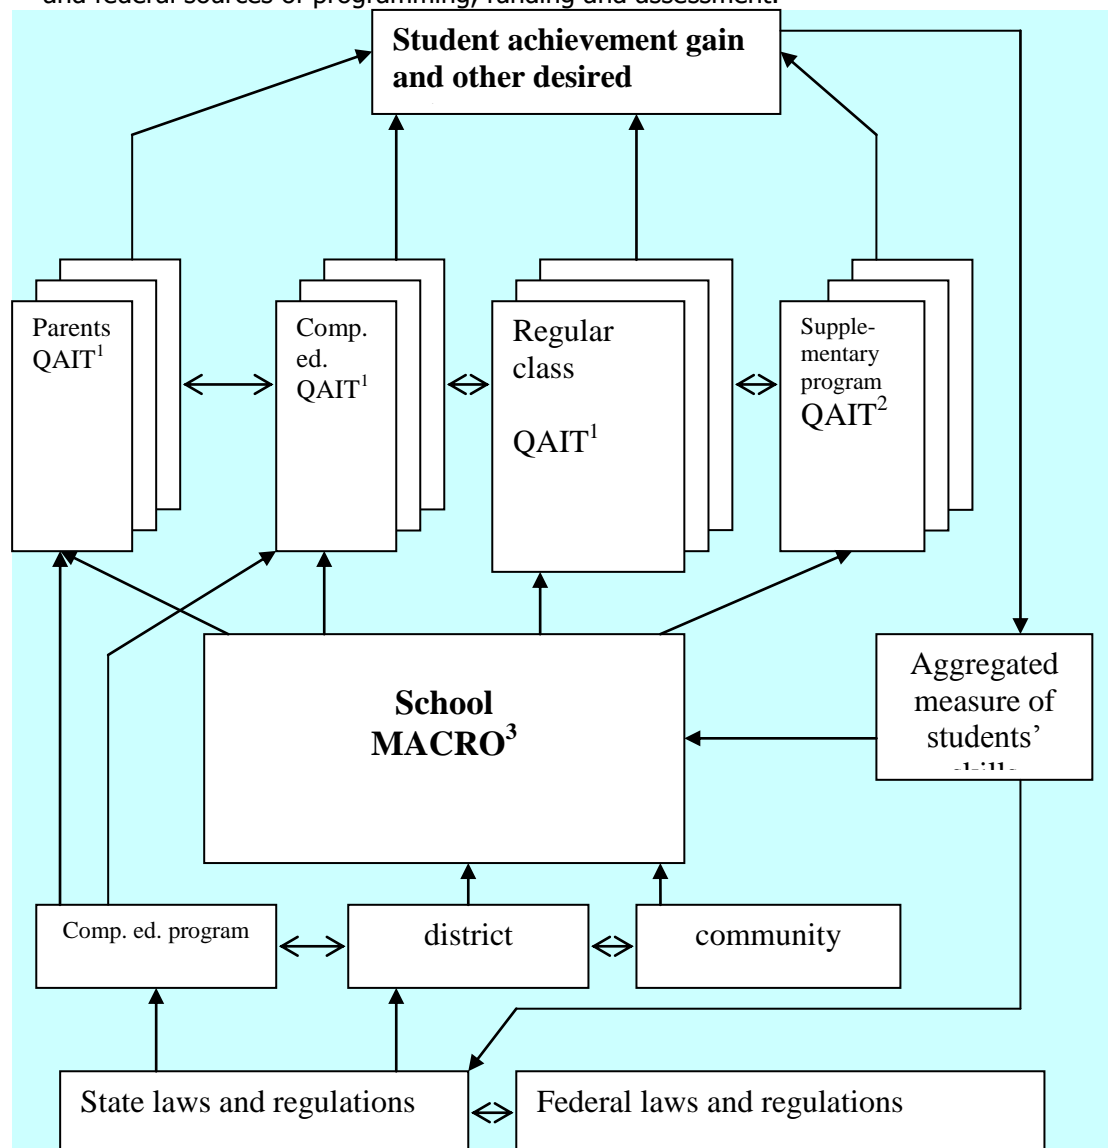 and federal sources of programming, funding and assessment.
Student achievement gain
and other desired
Parents
QAIT¹
Comp.
ed.
QAIT¹
Regular
class
QAIT¹
Supple-
mentary
program
QAIT²
School
MACRO³
Aggregated
measure of
students’
skills
Comp. ed. program
district
community
State laws and regulations
Federal laws and regulations